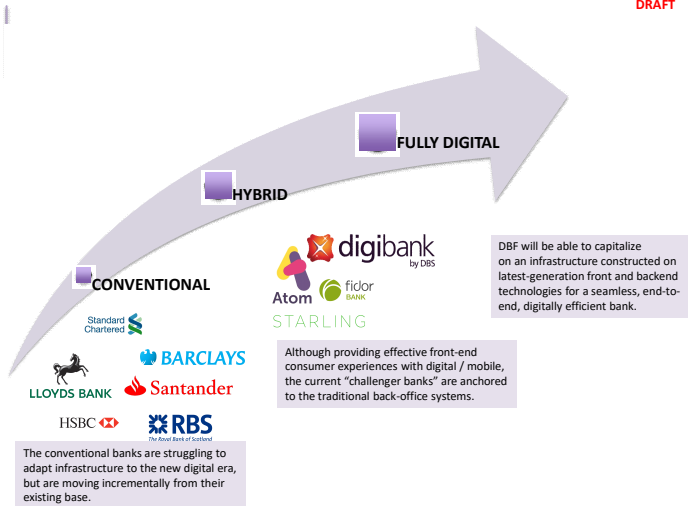 DRAFT
FULLY DIGITAL
HYBRID
CONVENTIONAL
digibank
by DBS
Atom
fidor
BANK
STARLING
DBF will be able to capitalize
on an infrastructure constructed on
latest-generation front and backend
technologies for a seamless, end-to-
end, digitally efficient bank.
Standard
Chartered
BARCLAYS
LLOYDS BANK
Santander
HSBC
RBS
The Royal Bank of Scotland
Although providing effective front-end
consumer experiences with digital / mobile,
the current “challenger banks” are anchored
to the traditional back-office systems.
The conventional banks are struggling to
adapt infrastructure to the new digital era,
but are moving incrementally from their
existing base.